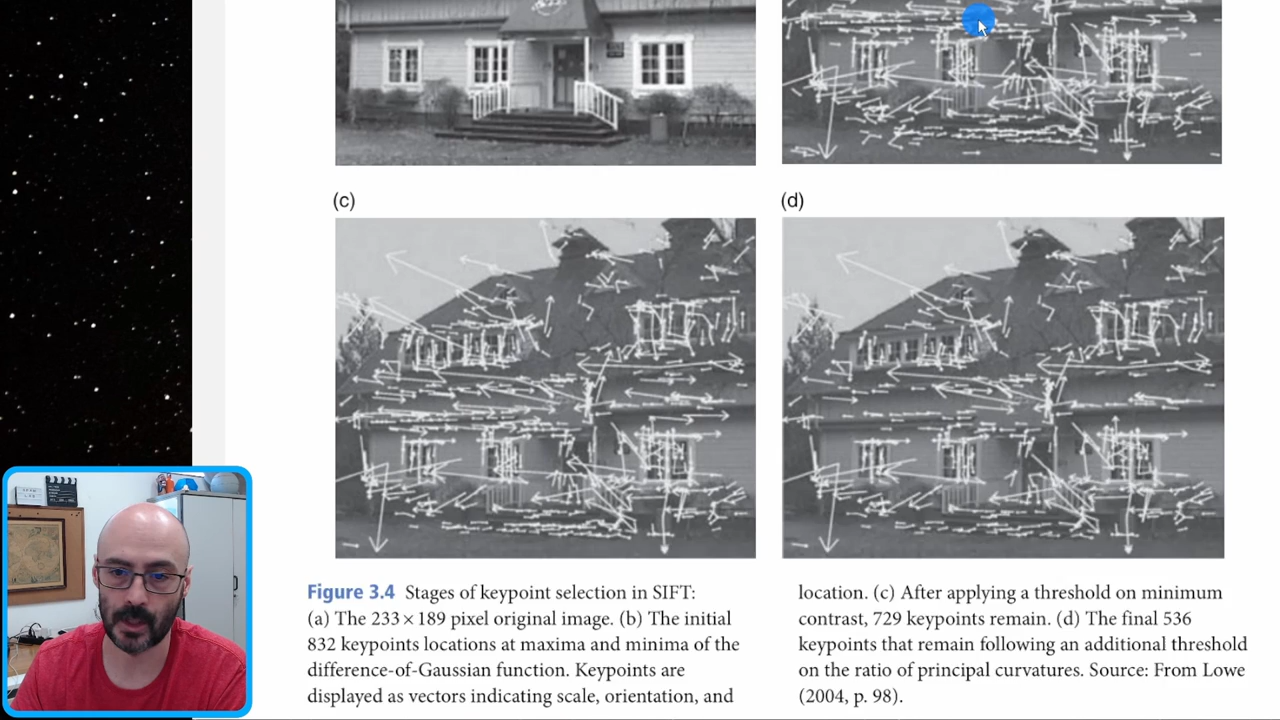 (c)
(d)
Figure 3.4 Stages of keypoint selection in SIFT:
(a) The 233 × 189 pixel original image. (b) The initial
832 keypoints locations at maxima and minima of the
difference-of-Gaussian function. Keypoints are
displayed as vectors indicating scale, orientation, and
location. (c) After applying a threshold on minimum
contrast, 729 keypoints remain. (d) The final 536
keypoints that remain following an additional threshold
on the ratio of principal curvatures. Source: From Lowe
(2004, p. 98).